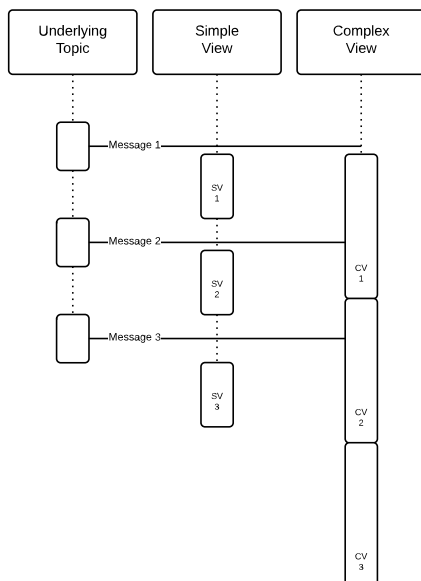 Underlying
Topic
Simple
View
Complex
View
Message 1
SV
1
Message 2
CV
1
SV
2
Message 3
SV
3
CV
2
CV
3